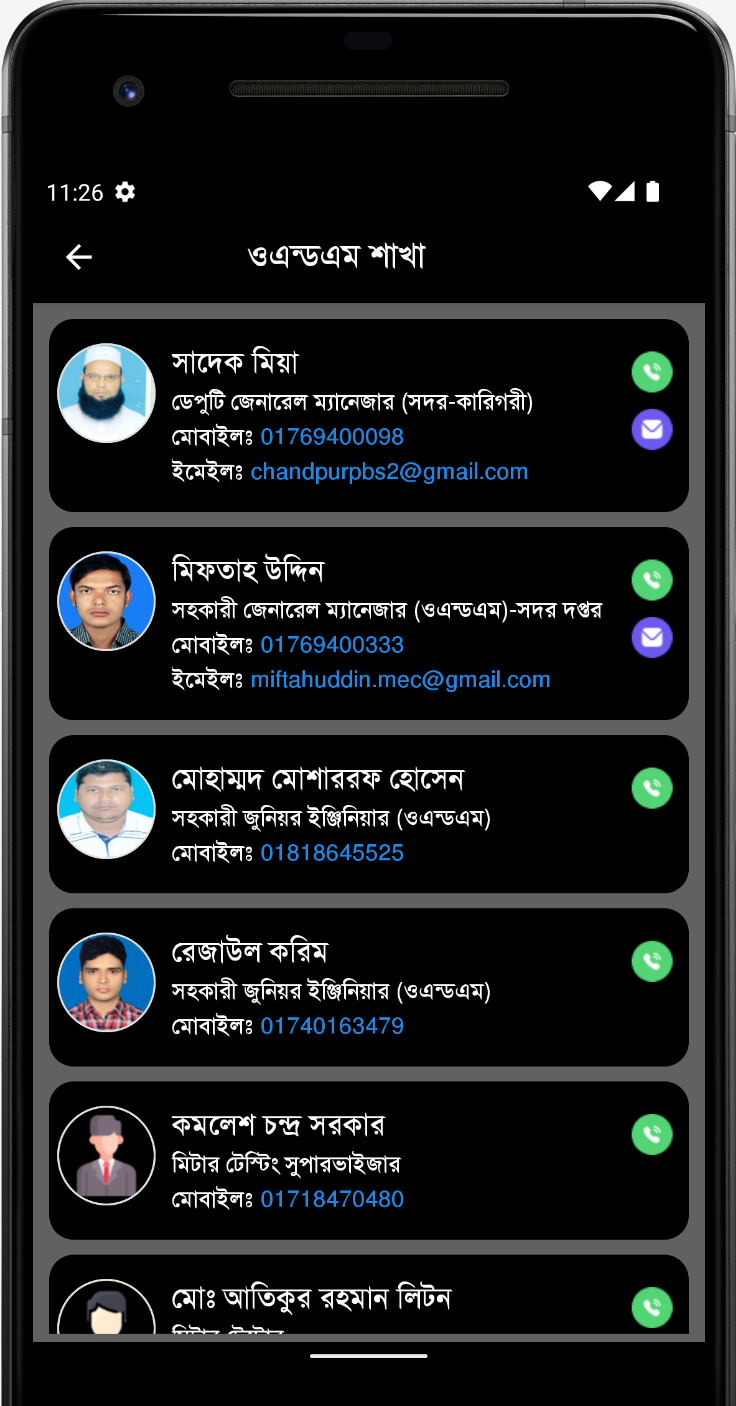 11:26
ওএন্ডএম শাখা
সাদেক মিয়া
ডেপুটি জেনারেল ম্যানেজার (সদর-কারিগরী)
মোবাইলঃ 01769400098
ইমেইলঃ chandpurpbs2@gmail.com
মিফতাহ উদ্দিন
সহকারী জেনারেল ম্যানেজার (ওএন্ডএম)-সদর দপ্তর
মোবাইলঃ 01769400333
ইমেইলঃ miftahuddin.mec@gmail.com
মোহাম্মদ মোশাররফ হোসেন
সহকারী জুনিয়র ইঞ্জিনিয়ার (ওএন্ডএম)
মোবাইলঃ 01818645525
রেজাউল করিম
সহকারী জুনিয়র ইঞ্জিনিয়ার (ওএন্ডএম)
মোবাইলঃ 01740163479
কমলেশ চন্দ্র সরকার
মিটার টেস্টিং সুপারভাইজার
মোবাইলঃ 01718470480
মোঃ আতিকুর রহমান লিটন